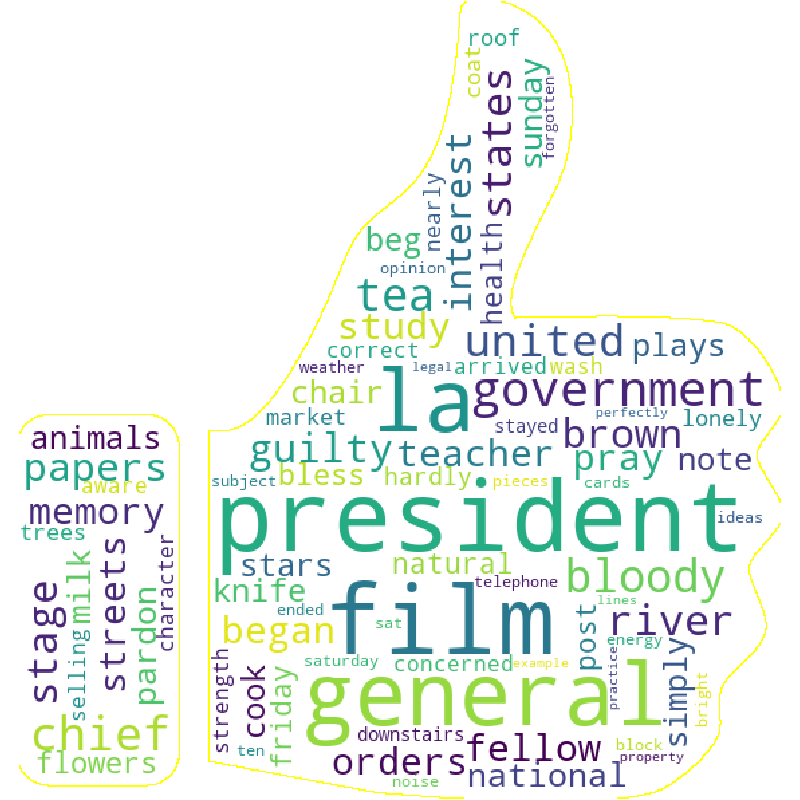 roof
coat
sunday
forgotten
states
interest
nearly
health
beg
opinion
tea
study
united
plays
correct
weather
legal
arrived
wash
la
government
chair
market
perfectly
lonely
stayed
brown
guilty
teacher
pray
note
animals
papers
aware
subject
bless
hardly
pieces
cards
president
memory
ideas
trees
stars
natural
bloody
telephone
knife
film
lines
stage
milk
streets
character
pardon
selling
ended
began
sat
post
river
energy
saturday
concerned
example
simply
practice
bright
strength
cook
friday
general
chief
flowers
ten
downstairs
orders
fellow
block
property
national
noise